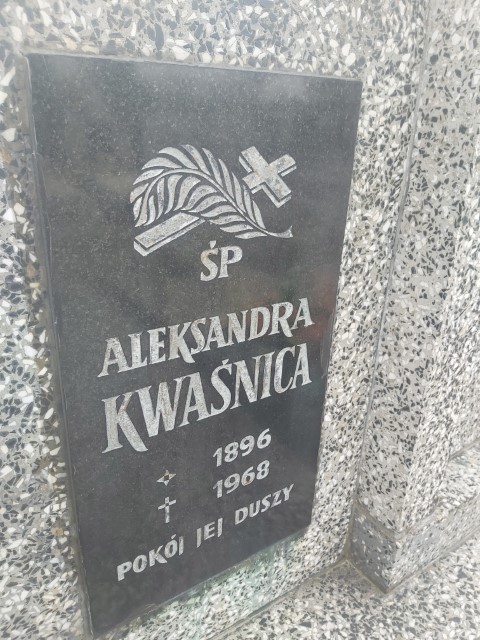 ŚP
ALEKSANDRA
KWAŚNICA
1896
1968
POKÓJ JEJ DUSZY